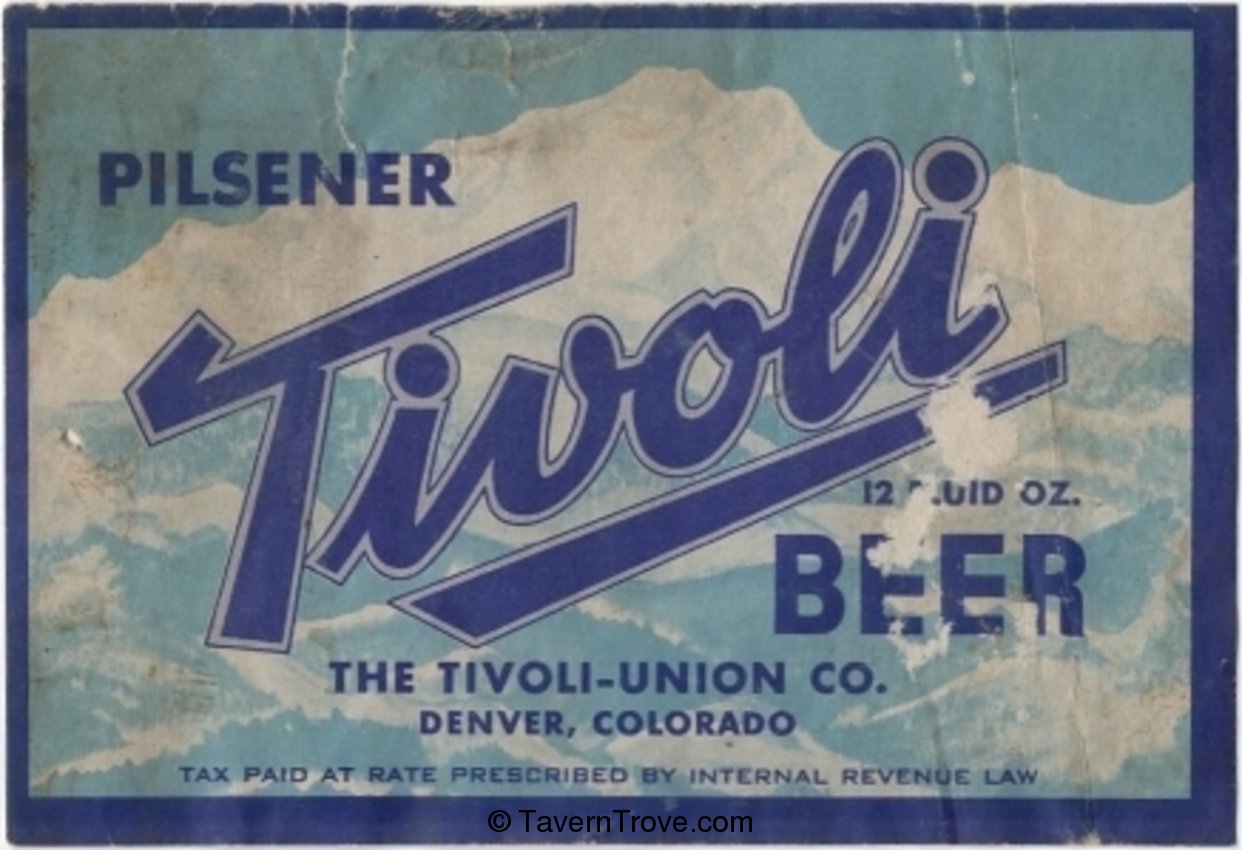 PILSENER
Tivoli
12 FLUID OZ.
BEER
THE TIVOLI-UNION CO.
DENVER, COLORADO
TAX PAID AT RATE PRESCRIBED BY INTERNAL REVENUE LAW
© TavernTrove.com